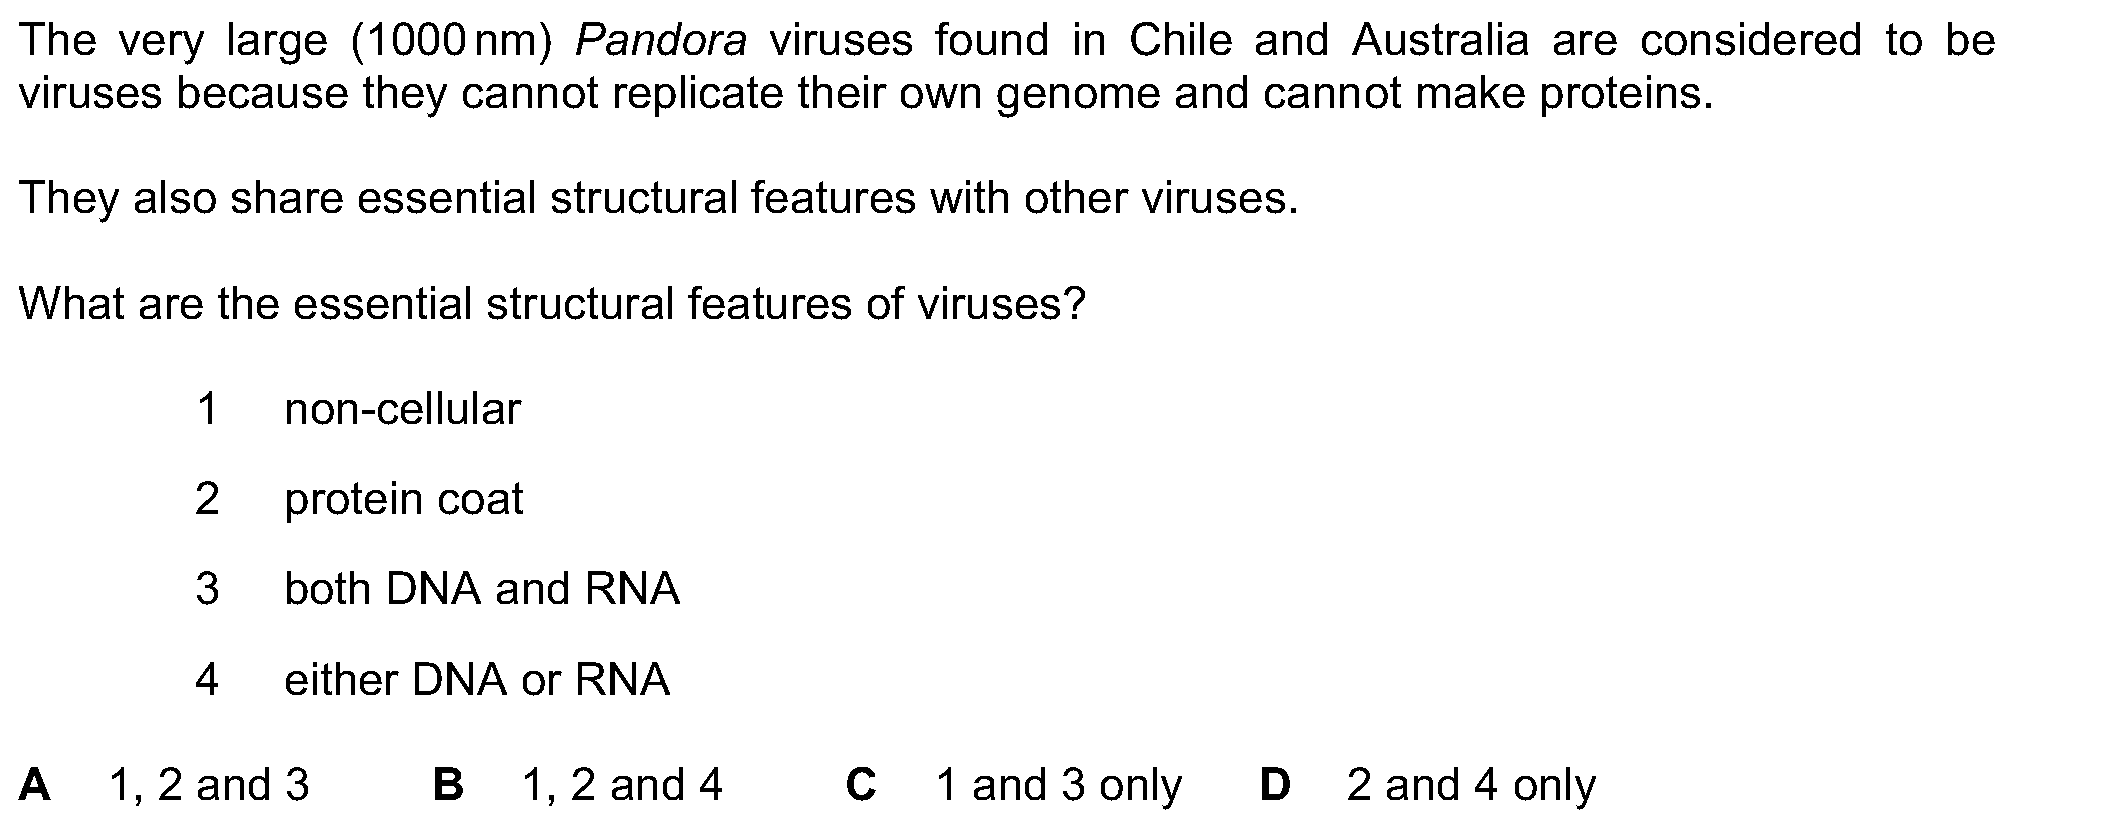 The very large (1000 nm) Pandora viruses found in Chile and Australia are considered to be
viruses because they cannot replicate their own genome and cannot make proteins.
They also share essential structural features with other viruses.
What are the essential structural features of viruses?
1 non-cellular
2 protein coat
3 both DNA and RNA
4 either DNA or RNA
A 1, 2 and 3 B 1, 2 and 4 C 1 and 3 only D 2 and 4 only